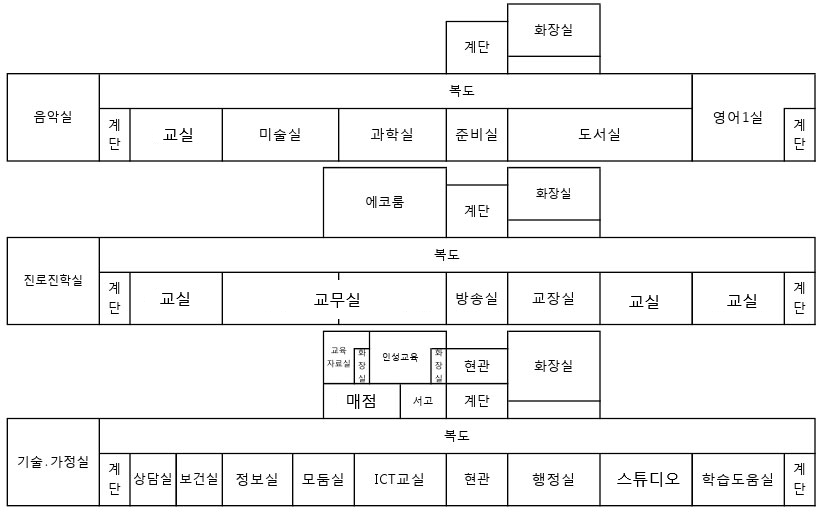 화장실
계단
복도
음악실
계
단
교실
미술실
과학실
준비실
도서실
영어1실
계
단
에코룸
화장실
계단
복도
진로진학실
계
단
교실
교무실
방송실
교장실
교실
교실
계
단
교육
자료실
화
장
실
인성교육
화
장
실
현관
화장실
매점
서고
계단
복도
기술.가정실
계
단
상담실
보건실
정보실
모둠실
ICT교실
현관
행정실
스튜디오
학습도움실
계
단